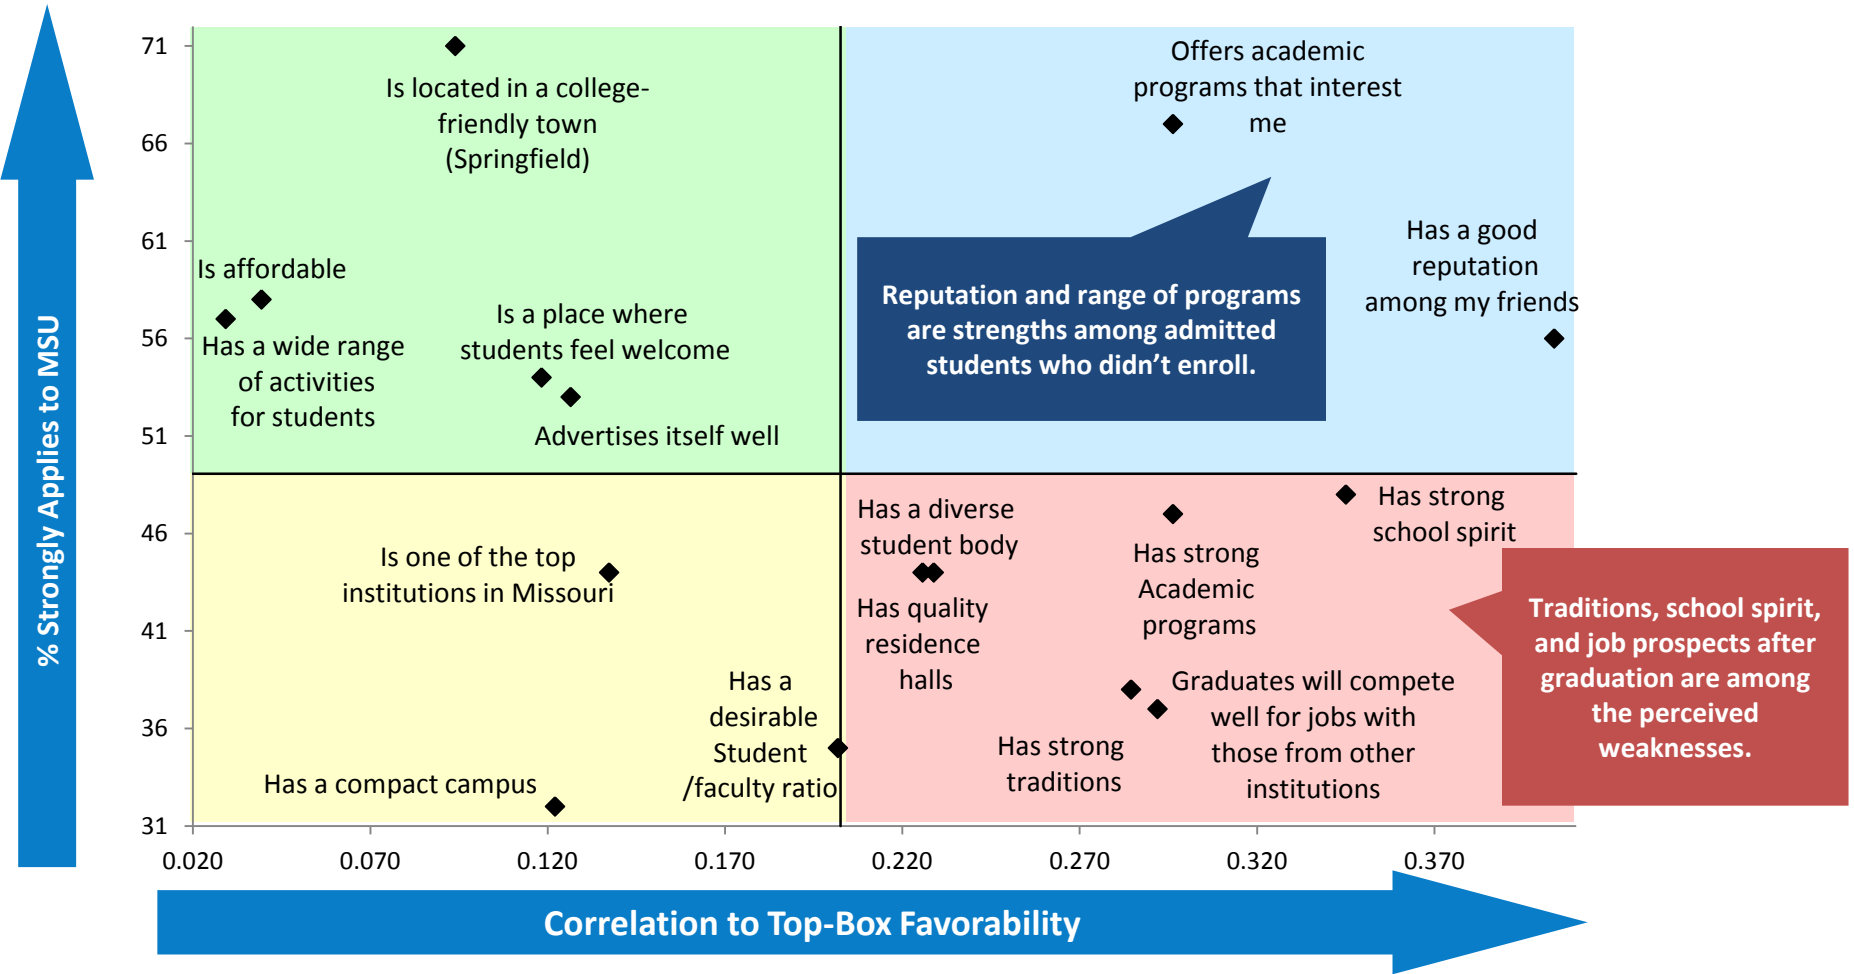 % Strongly Applies to MSU
71
66
61
56
51
46
41
36
31
Is located in a college-
friendly town
(Springfield)
Is affordable
Has a wide range
of activities
for students
Is a place where
students feel welcome
Advertises itself well
Offers academic
programs that interest
me
Has a good
reputation
among my friends
Reputation and range of programs
are strengths among admitted
students who didn’t enroll.
Is one of the top
institutions in Missouri
Has a
desirable
Student
/faculty ratio
Has a compact campus
Has a diverse
student body
Has quality
residence
halls
Has strong
Academic
programs
Has strong
school spirit
Has strong
traditions
Graduates will compete
well for jobs with
those from other
institutions
Traditions, school spirit,
and job prospects after
graduation are among
the perceived
weaknesses.
0.020 0.070 0.120 0.170 0.220 0.270 0.320 0.370
Correlation to Top-Box Favorability